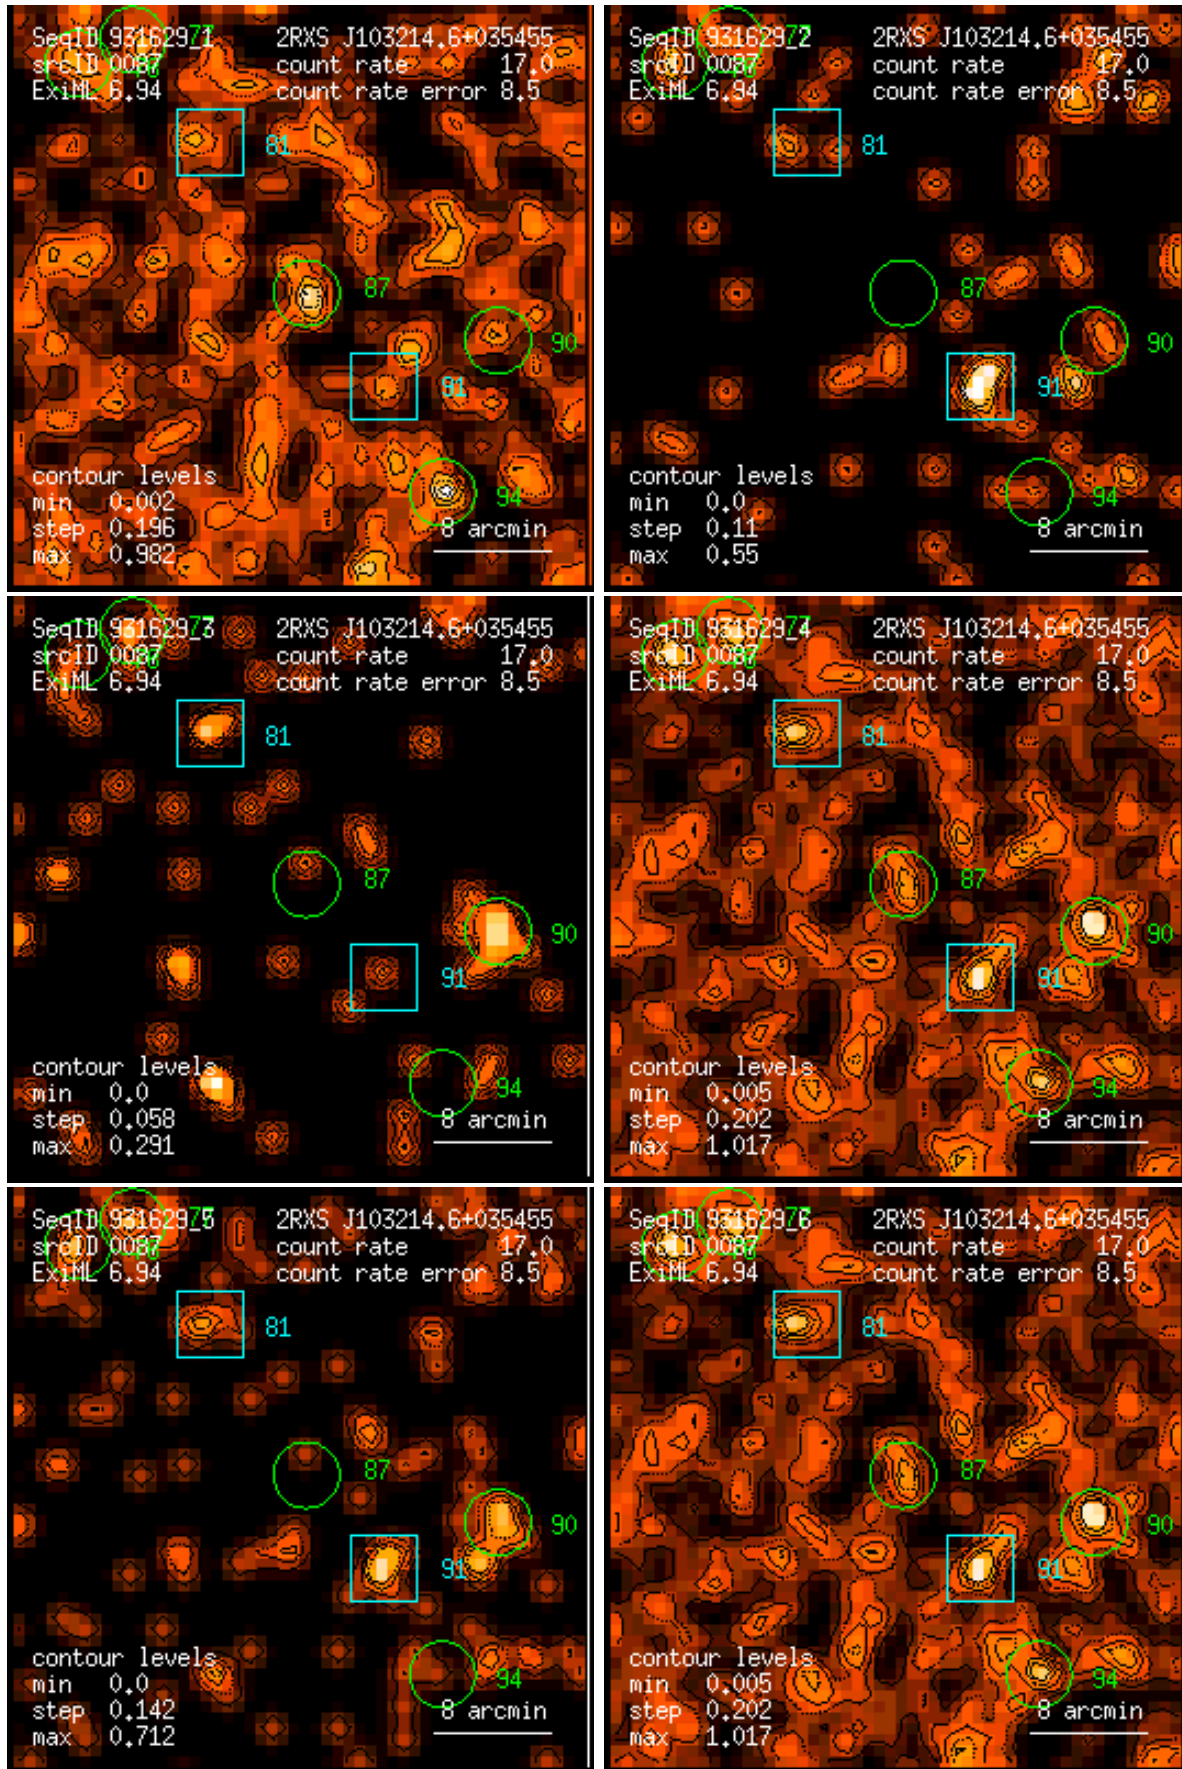 SeqID 931629_1 2RXS J103214.6+035455
srcID 0087 count rate 17.0
ExiML 6.94 count rate error 8.5
77
81
87
90
91
94
contour levels
min 0.002
step 0.196
max 0.982
8 arcmin
SeqID 931629_2 2RXS J103214.6+035455
srcID 0087 count rate 17.0
ExiML 6.94 count rate error 8.5
77
81
87
90
91
94
contour levels
min 0.0
step 0.11
max 0.55
8 arcmin
SeqID 931629_3 2RXS J103214.6+035455
srcID 0087 count rate 17.0
ExiML 6.94 count rate error 8.5
77
81
87
90
91
94
contour levels
min 0.0
step 0.058
max 0.291
8 arcmin
SeqID 931629_4 2RXS J103214.6+035455
srcID 0087 count rate 17.0
ExiML 6.94 count rate error 8.5
77
81
87
90
91
94
contour levels
min 0.005
step 0.202
max 1.017
8 arcmin
SeqID 931629_5 2RXS J103214.6+035455
srcID 0087 count rate 17.0
ExiML 6.94 count rate error 8.5
77
81
87
90
91
94
contour levels
min 0.0
step 0.142
max 0.712
8 arcmin
SeqID 931629_6 2RXS J103214.6+035455
srcID 0087 count rate 17.0
ExiML 6.94 count rate error 8.5
77
81
87
90
91
94
contour levels
min 0.005
step 0.202
max 1.017
8 arcmin